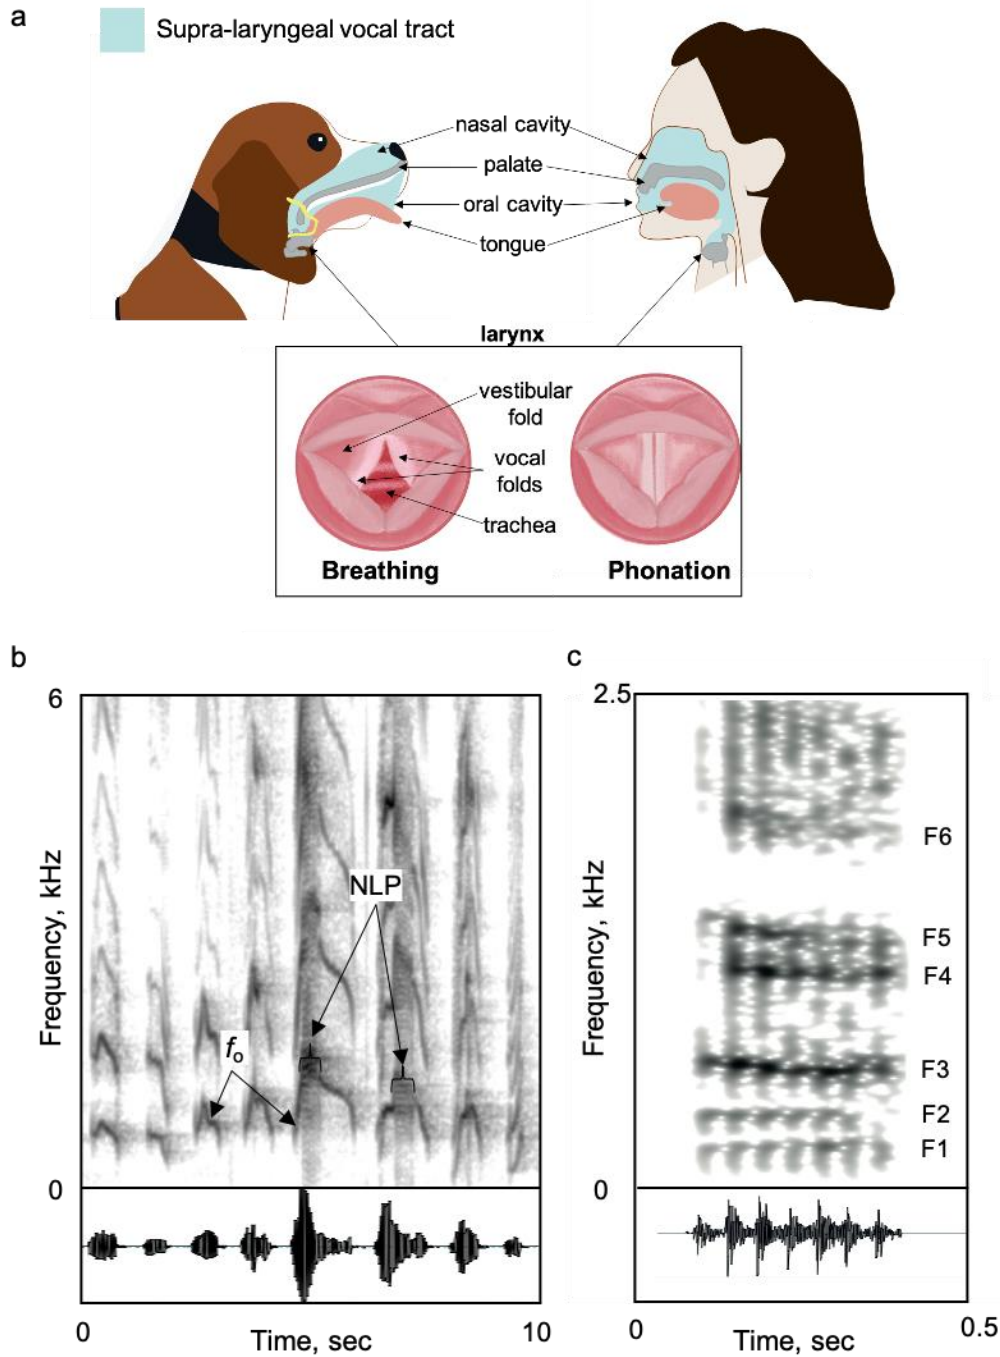 a
Supra-laryngeal vocal tract
nasal cavity
palate
oral cavity
tongue
larynx
vestibular
fold
vocal
folds
trachea
Breathing
Phonation
b
6
Frequency, kHz
NLP
fo
0
0
Time, sec
10
c
2.5
Frequency, kHz
F6
F5
F4
F3
F2
F1
0
0
Time, sec
0.5